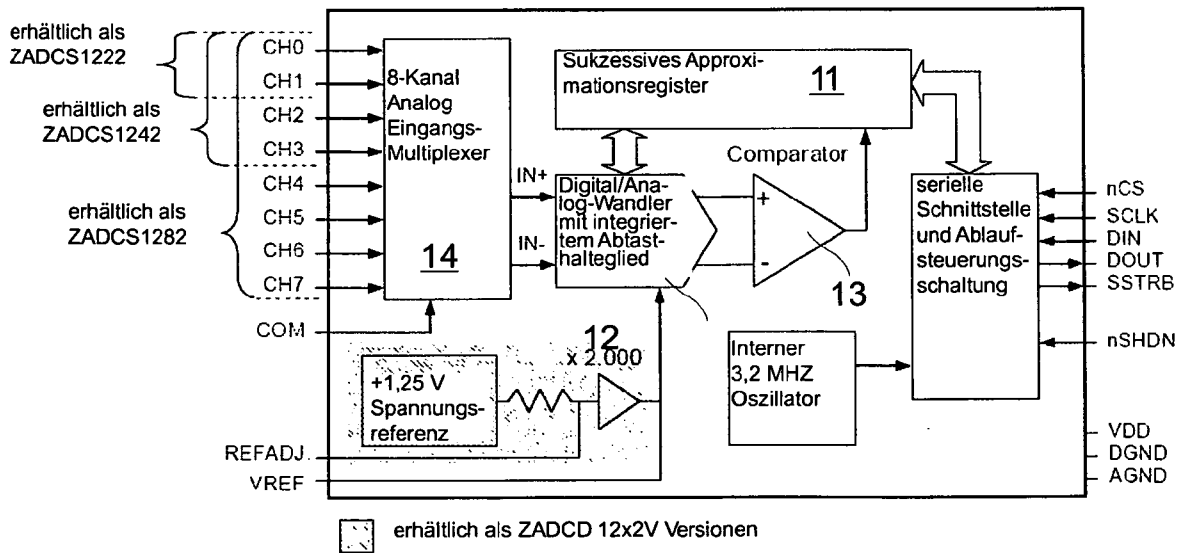 erhältlich als
ZADCS1222
erhältlich als
ZADCS1242
erhältlich als
ZADCS1282
CH0
CH1
CH2
CH3
CH4
CH5
CH6
CH7
COM
REFADJ.
VREF
8-Kanal
Analog
Eingangs-
Multiplexer
14
IN+
IN-
Sukzessives Approxi-
mationsregister
11
Digital/Ana-
log-Wandler
mit integrier-
tem Abtast-
halteglied
Comparator
+
-
13
12
x 2.000
+1,25 V
Spannungs-
referenz
Interner
3,2 MHZ
Oszillator
serielle
Schnittstelle
und Ablauf-
steuerungs-
schaltung
nCS
SCLK
DIN
DOUT
SSTRB
nSHDN
VDD
DGND
AGND
erhältlich als ZADCD 12x2V Versionen